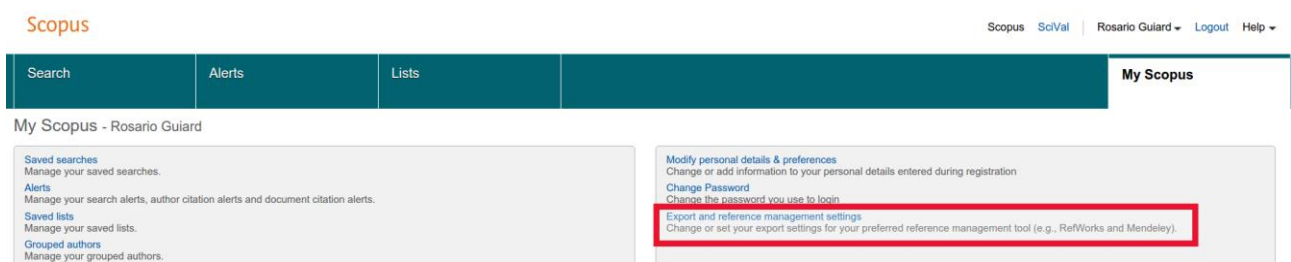 Scopus
Scopus SciVal Rosario Guiard Logout Help
Search Alerts Lists My Scopus
My Scopus - Rosario Guiard
Saved searches
Manage your saved searches.
Alerts
Manage your search alerts, author citation alerts and document citation alerts.
Saved lists
Manage your saved lists.
Grouped authors
Manage your grouped authors.
Modify personal details & preferences
Change or add information to your personal details entered during registration
Change Password
Change the password you use to login
Export and reference management settings
Change or set your export settings for your preferred reference management tool (e.g., RefWorks and Mendeley).